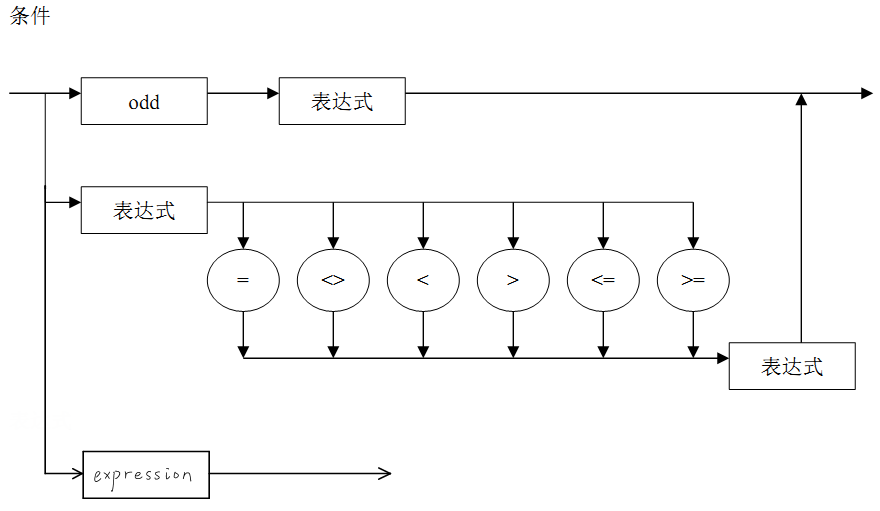 条件
odd 表达式
表达式
= <> < > <= >=
表达式
expression